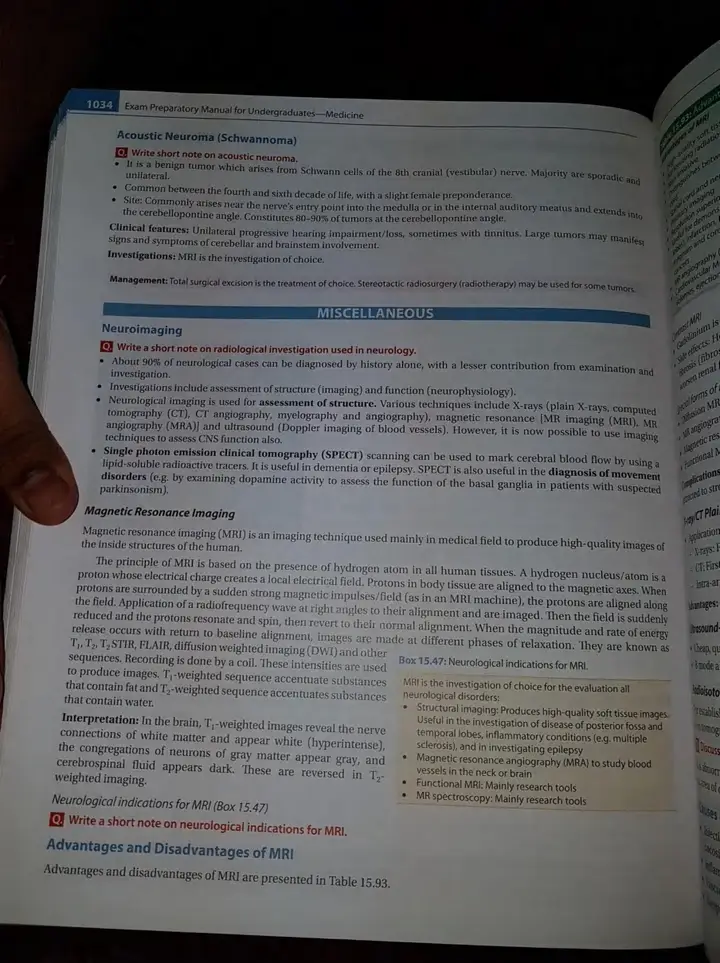 1034 Exam Preparatory Manual for Undergraduates—Medicine
Acoustic Neuroma (Schwannoma)
Q. Write short note on acoustic neuroma.
• It is a benign tumor which arises from Schwann cells of the 8th cranial (vestibular) nerve. Majority are sporadic and
unilateral.
• Common between the fourth and sixth decade of life, with a slight female preponderance.
• Site: Commonly arises near the nerve's entry point into the medulla or in the internal auditory meatus and extends into
the cerebellopontine angle. Constitutes 80–90% of tumors at the cerebellopontine angle.
Clinical features: Unilateral progressive hearing impairment/loss, sometimes with tinnitus. Large tumors may manifest
signs and symptoms of cerebellar and brainstem involvement.
Investigations: MRI is the investigation of choice.
Management: Total surgical excision is the treatment of choice. Stereotactic radiosurgery (radiotherapy) may be used for some tumors.
MISCELLANEOUS
Neuroimaging
Q. Write a short note on radiological investigation used in neurology.
• About 90% of neurological cases can be diagnosed by history alone, with a lesser contribution from examination and
investigation.
• Investigations include assessment of structure (imaging) and function (neurophysiology).
• Neurological imaging is used for assessment of structure. Various techniques include X-rays (plain X-rays, computed
tomography (CT), CT angiography, myelography and angiography), magnetic resonance [MR imaging (MRI), MR
angiography (MRA)] and ultrasound (Doppler imaging of blood vessels). However, it is now possible to use imaging
techniques to assess CNS function also.
• Single photon emission clinical tomography (SPECT) scanning can be used to mark cerebral blood flow by using a
lipid-soluble radioactive tracers. It is useful in dementia or epilepsy. SPECT is also useful in the diagnosis of movement
disorders (e.g. by examining dopamine activity to assess the function of the basal ganglia in patients with suspected
parkinsonism).
Magnetic Resonance Imaging
Magnetic resonance imaging (MRI) is an imaging technique used mainly in medical field to produce high-quality images of
the inside structures of the human.
The principle of MRI is based on the presence of hydrogen atom in all human tissues. A hydrogen nucleus/atom is a
proton whose electrical charge creates a local electrical field. Protons in body tissue are aligned to the magnetic axes. When
protons are surrounded by a sudden strong magnetic impulses/field (as in an MRI machine), the protons are aligned along
the field. Application of a radiofrequency wave at right angles to their alignment and are imaged. Then the field is suddenly
reduced and the protons resonate and spin, then revert to their normal alignment. When the magnitude and rate of energy
release occurs with return to baseline alignment, images are made at different phases of relaxation. They are known as
T1, T2, T2 STIR, FLAIR, diffusion weighted imaging (DWI) and other
sequences. Recording is done by a coil. These intensities are used
to produce images. T1-weighted sequence accentuate substances
that contain fat and T2-weighted sequence accentuates substances
that contain water.
Interpretation: In the brain, T1-weighted images reveal the nerve
connections of white matter and appear white (hyperintense),
the congregations of neurons of gray matter appear gray, and
cerebrospinal fluid appears dark. These are reversed in T2-
weighted imaging.
Neurological indications for MRI (Box 15.47)
Q. Write a short note on neurological indications for MRI.
Advantages and Disadvantages of MRI
Advantages and disadvantages of MRI are presented in Table 15.93.
Box 15.47: Neurological indications for MRI.
MRI is the investigation of choice for the evaluation all
neurological disorders:
• Structural imaging: Produces high-quality soft tissue images.
Useful in the investigation of disease of posterior fossa and
temporal lobes, inflammatory conditions (e.g. multiple
sclerosis), and in investigating epilepsy
• Magnetic resonance angiography (MRA) to study blood
vessels in the neck or brain
• Functional MRI: Mainly research tools
• MR spectroscopy: Mainly research tools